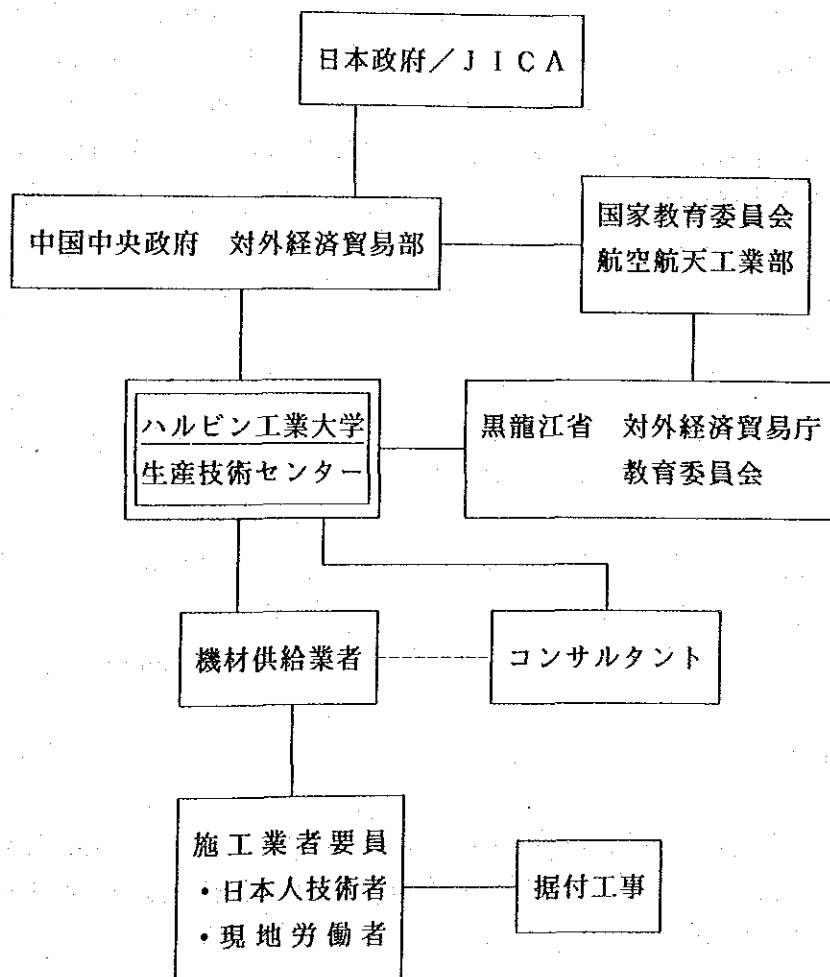 日本政府／ＪＩＣＡ
中国中央政府　対外経済貿易部
国家教育委員会
航空航天工業部
ハルビン工業大学
生産技術センター
黒龍江省　対外経済貿易庁
教育委員会
機材供給業者
コンサルタント
施工業者要員
・日本人技術者
・現地労働者
据付工事